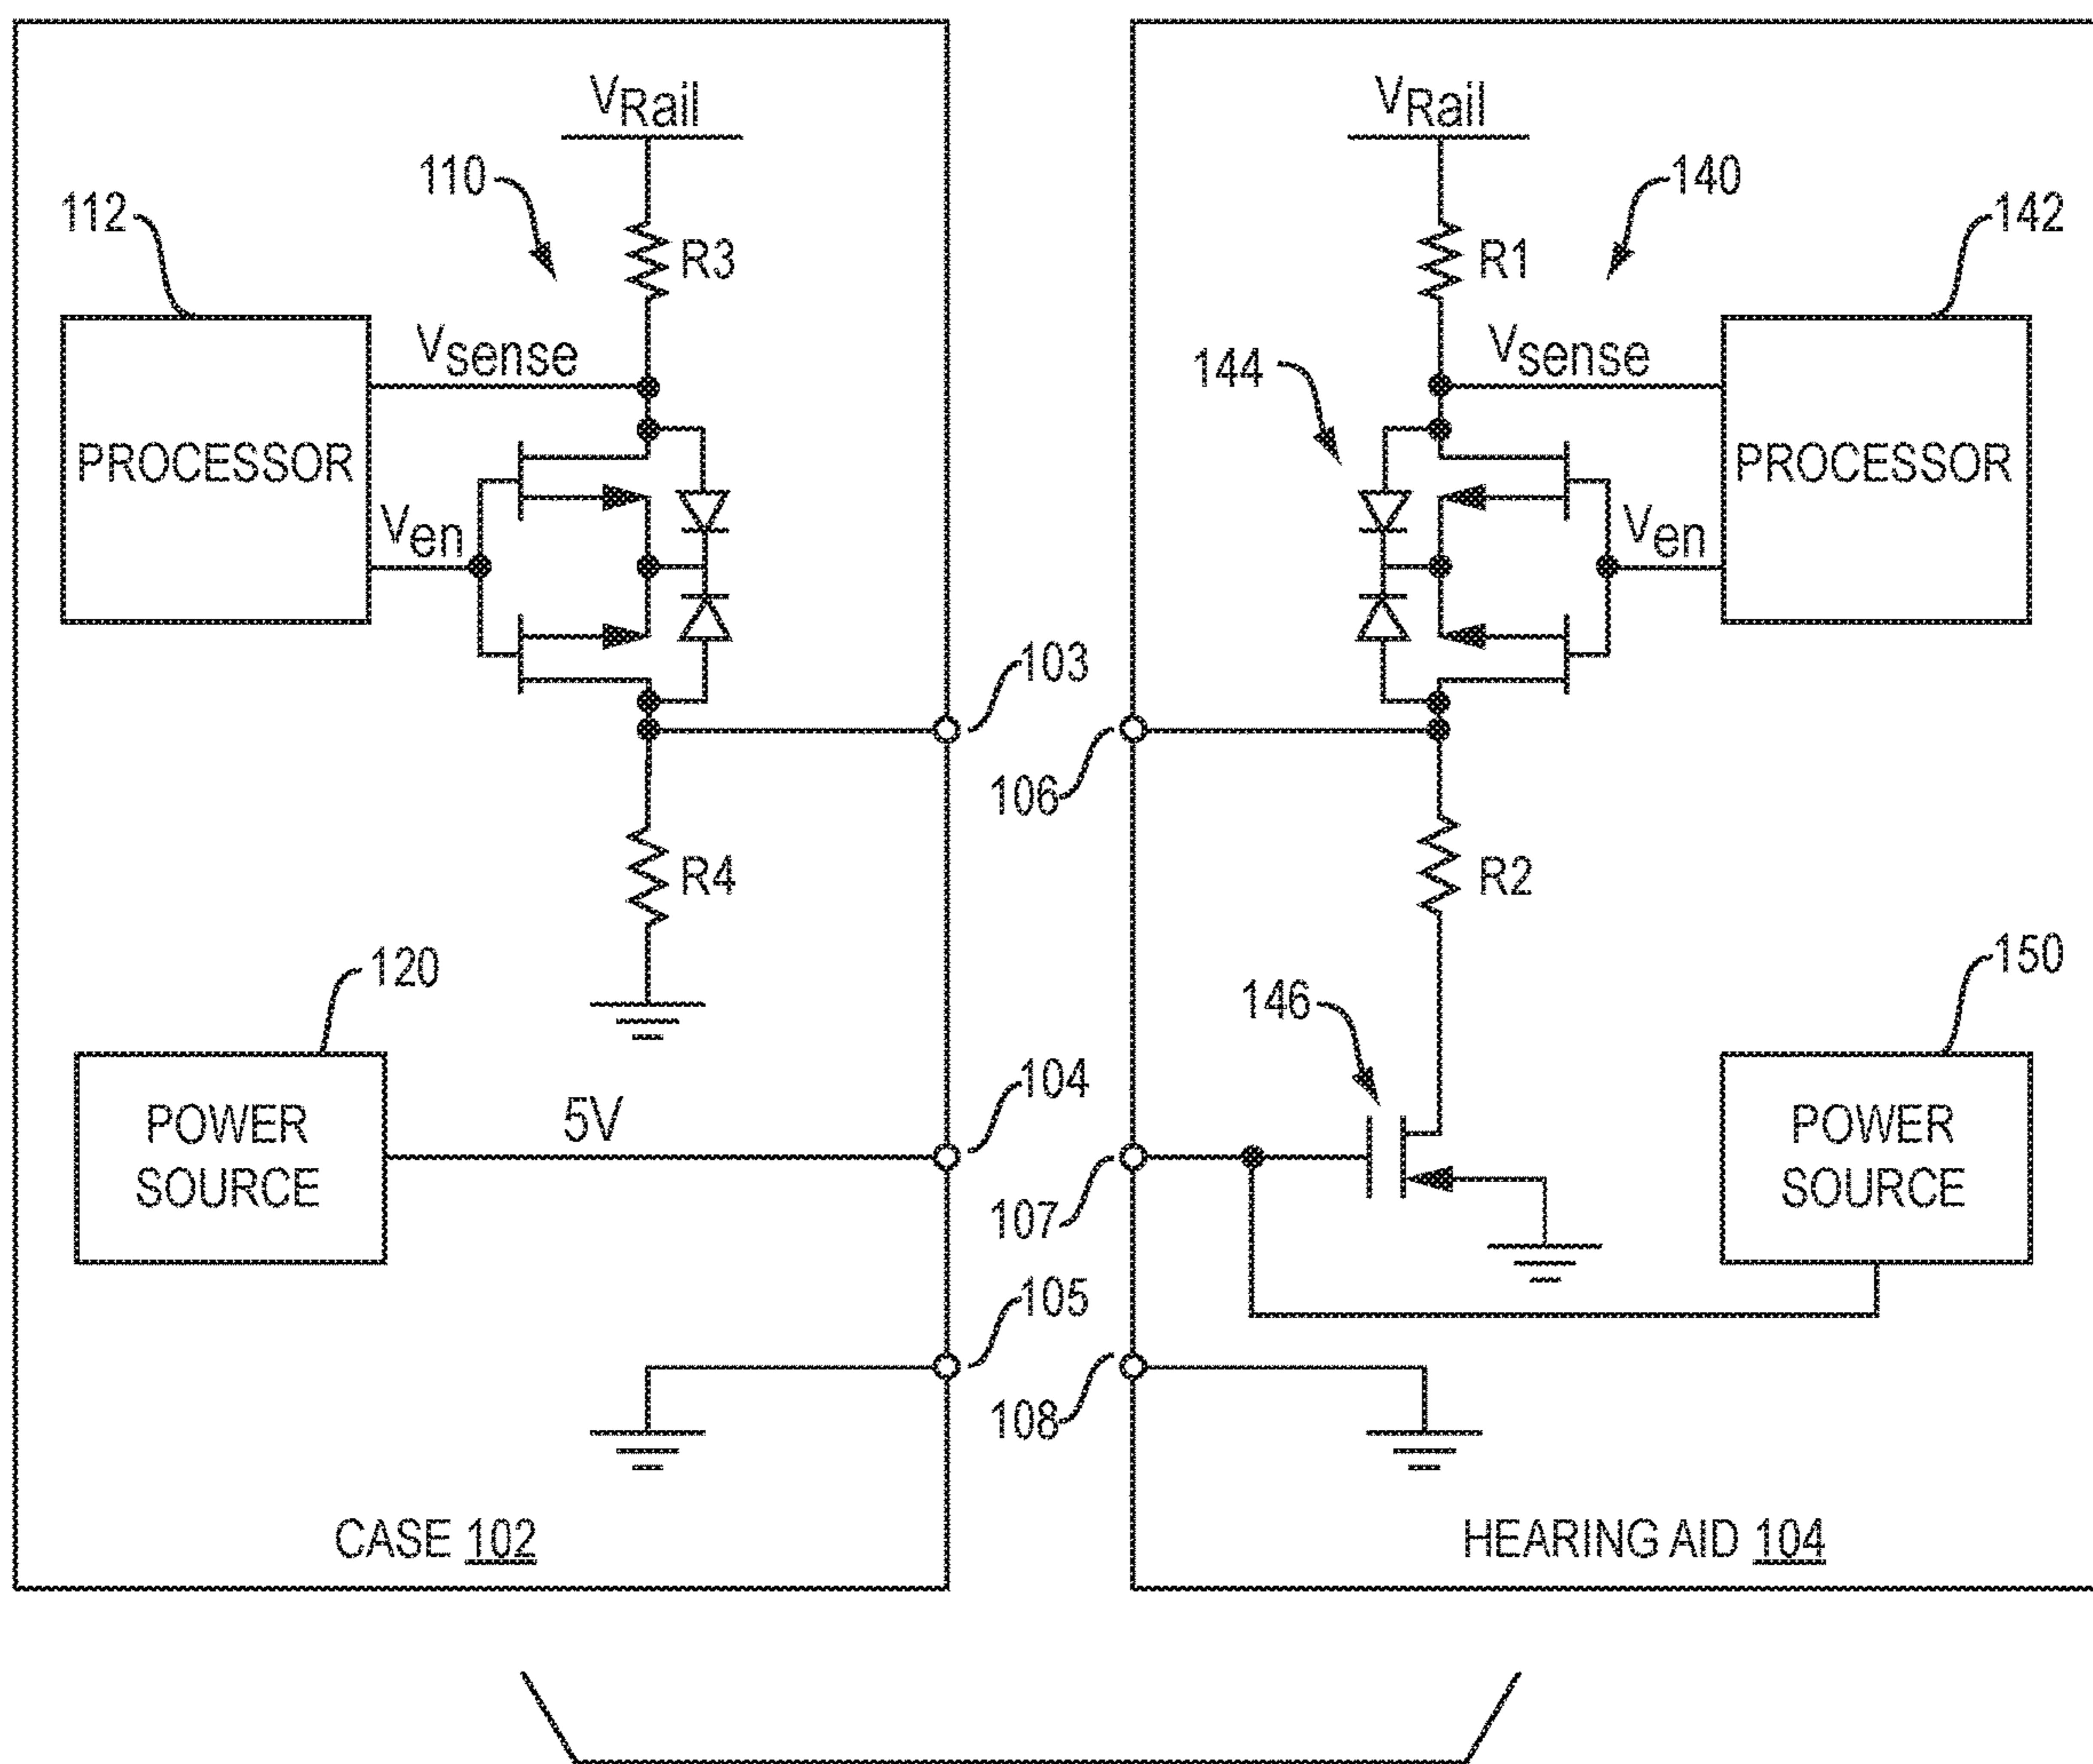 VRail
110
112
R3
Vsense
PROCESSOR
Ven
103
R4
120
POWER
SOURCE
5V
104
105
CASE 102
VRail
140
142
R1
Vsense
144
PROCESSOR
Ven
106
R2
146
150
POWER
SOURCE
107
108
HEARING AID 104